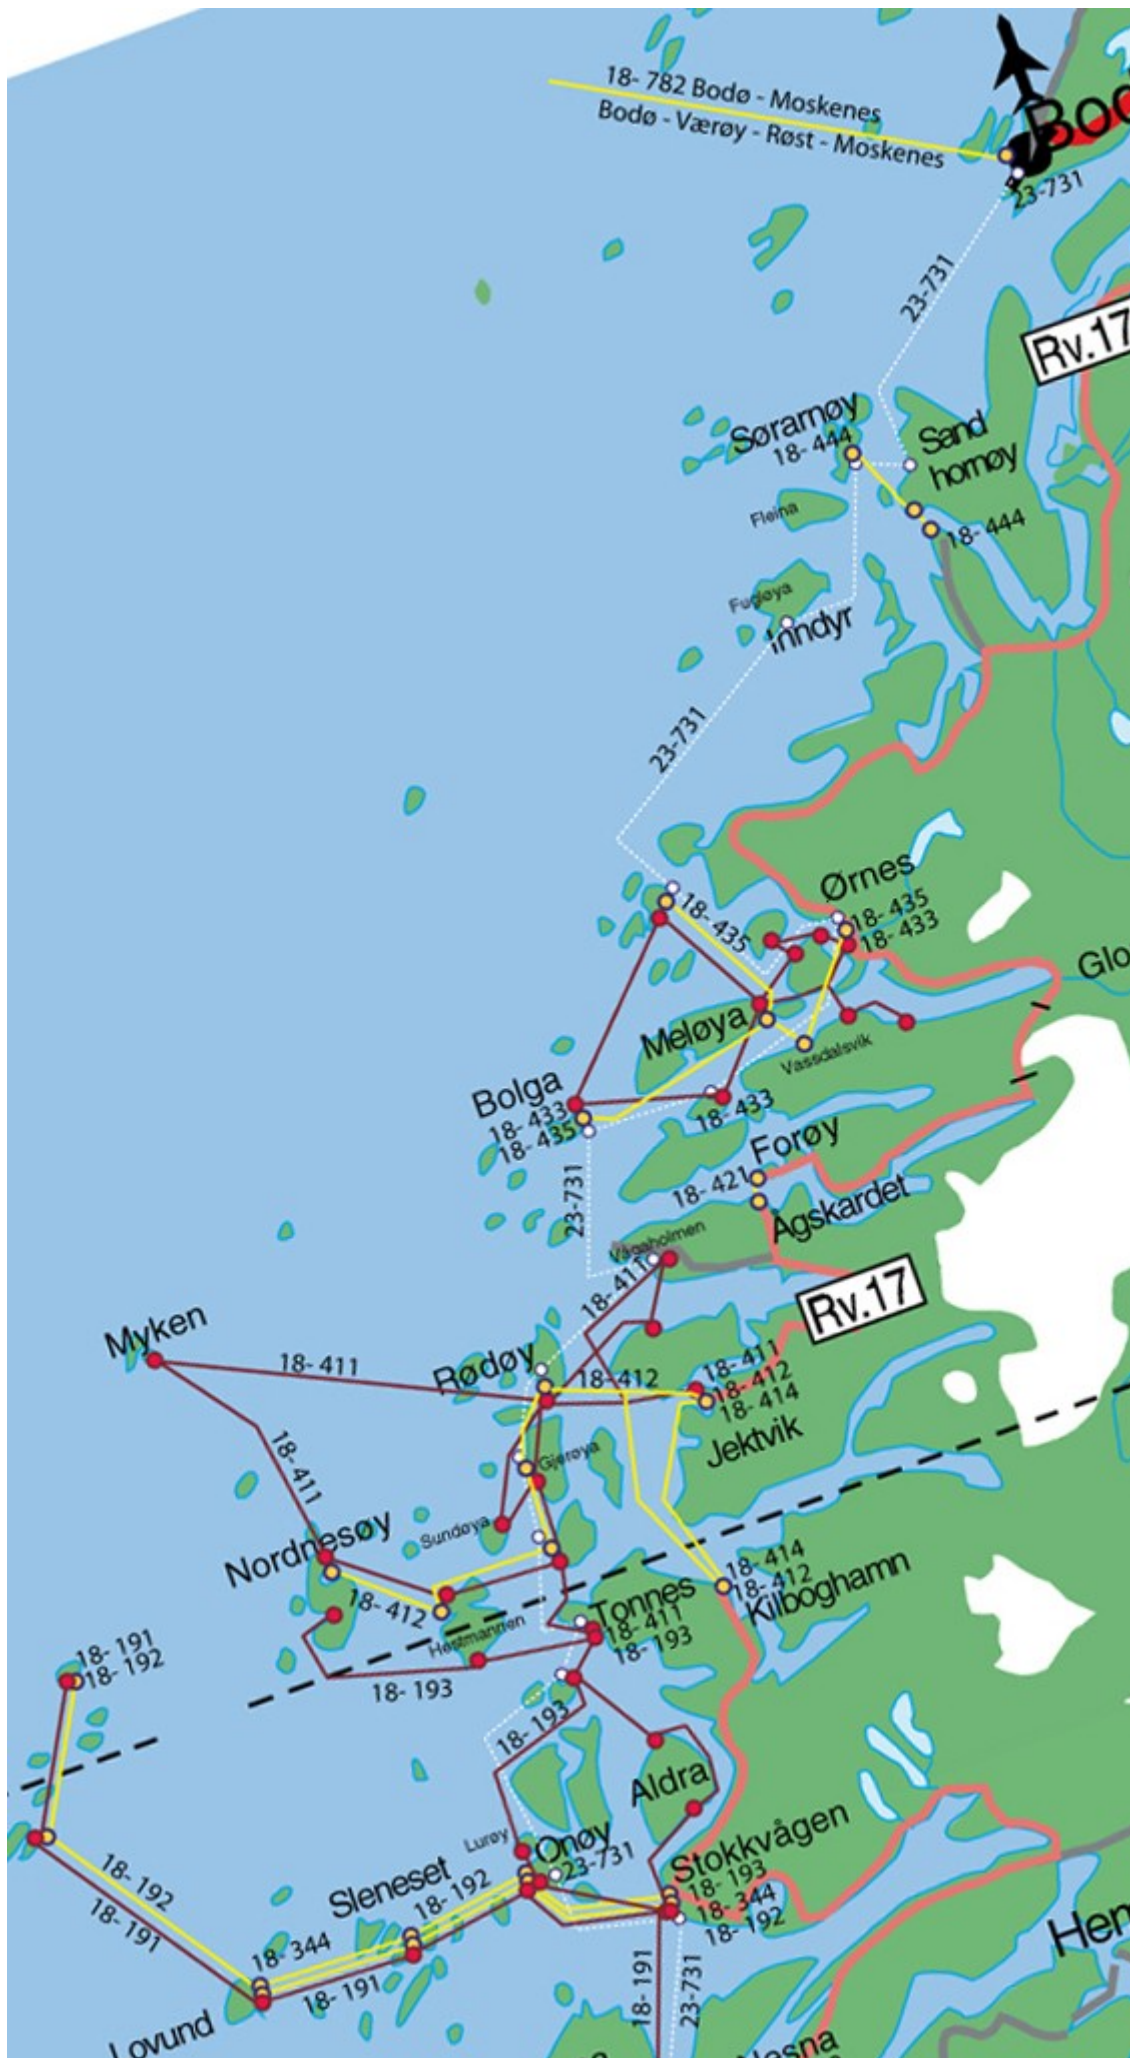 18- 782 Bodø - Moskenes
Bodø - Værøy - Røst - Moskenes
Bod
23-731
23-731
Rv.17
Sørarnøy
18- 444
Sand
hornøy
Fleina
18- 444
Fugløya
Inndyr
23-731
Ørnes
18- 435
18- 435
18- 433
Glo
Meløya
Vassdalsvik
Bolga
18- 433
18- 435
18- 433
Forøy
18- 421
Agskardet
23-731
Vågaholmen
18- 411
Rv.17
Myken
18- 411
Rødøy
18- 412
18- 411
18- 412
18- 414
Jektvik
Gjerøya
18- 411
Sundøya
Nordnesøy
18- 412
18- 414
18- 412
Kilboghamn
Tonnes
18- 411
18- 193
Hestmannen
18- 193
18- 191
18- 192
18- 193
Aldra
Lurøy
Onøy
23-731
Stokkvågen
18- 193
18- 344
18- 192
Sleneset
18- 192
18- 192
18- 191
18- 344
18- 191
Lovund
18- 191
23-731
Hem
Nesna